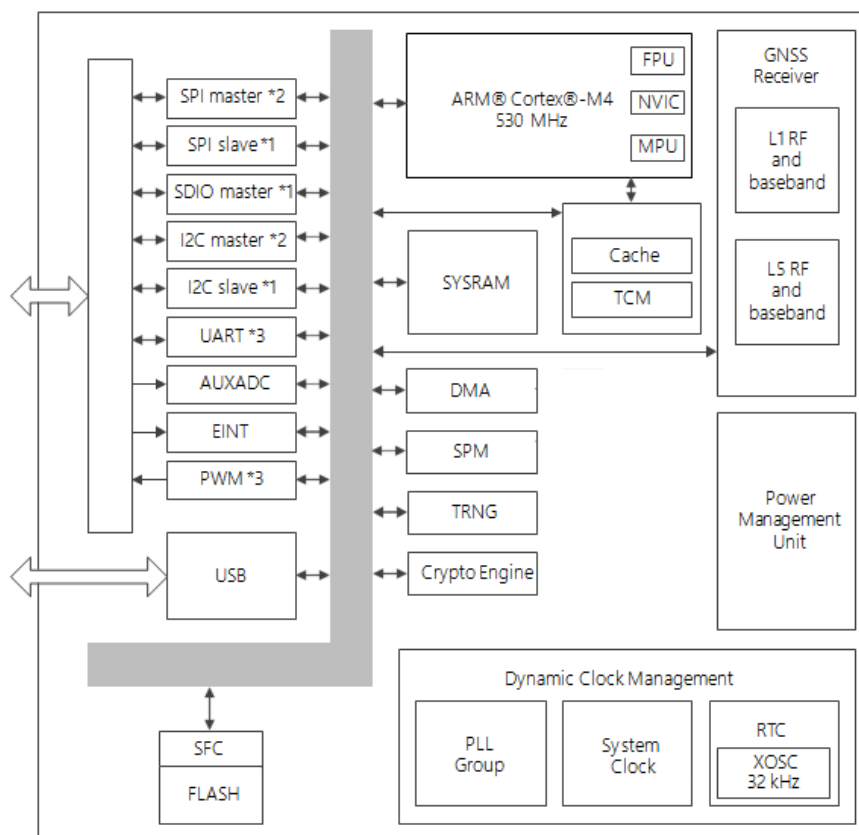 SPI master *2
SPI slave *1
SDIO master *1
I2C master *2
I2C slave *1
UART *3
AUXADC
EINT
PWM *3
USB
SFC
FLASH
ARM® Cortex®-M4
530 MHz
FPU
NVIC
MPU
SYSRAM
Cache
TCM
DMA
SPM
TRNG
Crypto Engine
GNSS
Receiver
L1 RF
and
baseband
L5 RF
and
baseband
Power
Management
Unit
Dynamic Clock Management
PLL
Group
System
Clock
RTC
XOSC
32 kHz